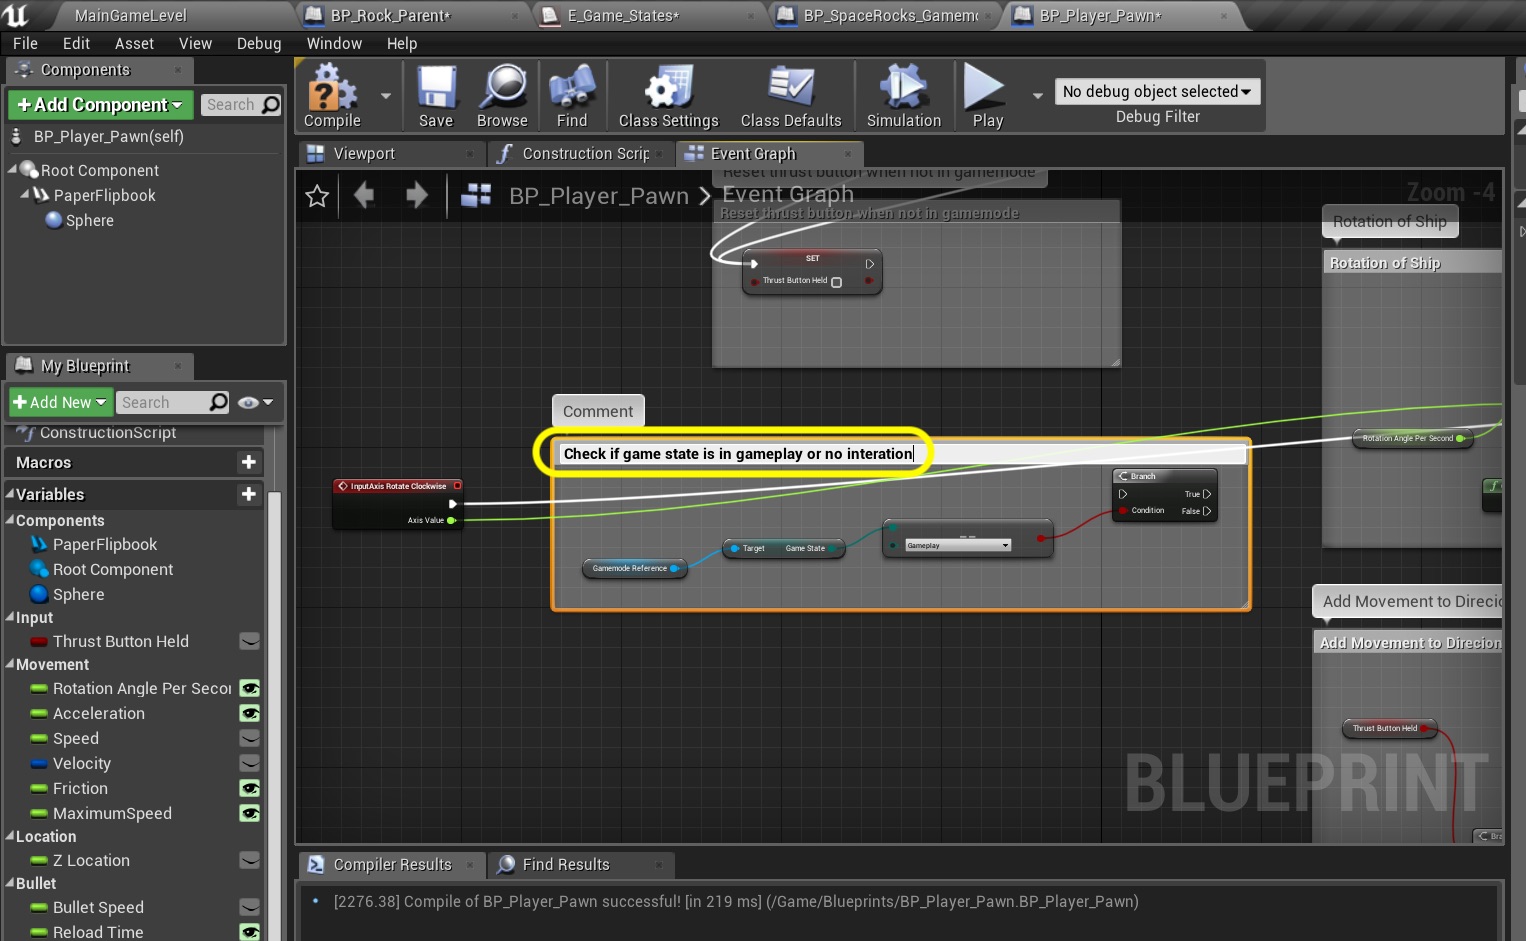 MainGameLevel
BP_Rock_Parent*
E_Game_States*
BP_SpaceRocks_Gamem
BP_Player_Pawn*
File Edit Asset View Debug Window Help
Components
+Add Component
Search
BP_Player_Pawn(self)
Root Component
PaperFlipbook
Sphere
Compile
Save
Browse
Find
Class Settings
Class Defaults
Simulation
Play
No debug object selected
Debug Filter
Viewport
Construction Scrip
Event Graph
BP_Player_Pawn > Event Graph
Zoom -4
Reset thrust button when not in gamemode
Reset thrust button when not in gamemode
SET
Thrust Button Held
Rotation of Ship
Rotation of Ship
Comment
Check if game state is in gameplay or no interation
InputAxis Rotate Clockwise
Axis Value
Gamemode Reference
Target Game State
==
Gameplay
Branch
True
Condition False
Rotation Angle Per Second
Add Movement to Direcio
Add Movement to Direcion
Thrust Button Held
Bra
BLUEPRINT
My Blueprint
+Add New
Search
ConstructionScript
Macros +
Variables +
Components
PaperFlipbook
Root Component
Sphere
Input
Thrust Button Held
Movement
Rotation Angle Per Secor
Acceleration
Speed
Velocity
Friction
MaximumSpeed
Location
Z Location
Bullet
Bullet Speed
Reload Time
Compiler Results
Find Results
[2276.38] Compile of BP_Player_Pawn successful! [in 219 ms] (/Game/Blueprints/BP_Player_Pawn.BP_Player_Pawn)